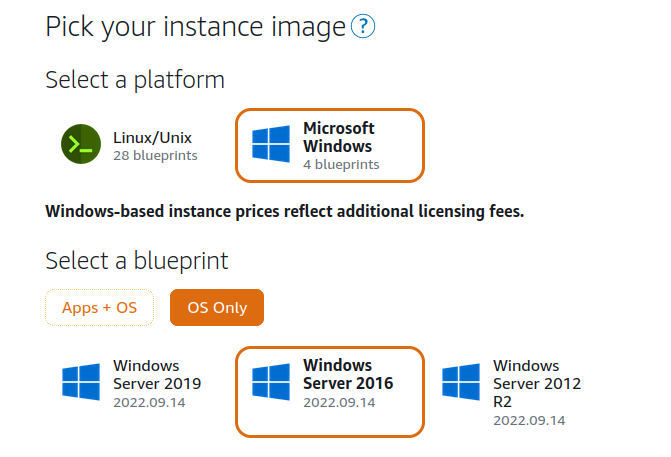 Pick your instance image ?
Select a platform
Linux/Unix
28 blueprints
Microsoft
Windows
4 blueprints
Windows-based instance prices reflect additional licensing fees.
Select a blueprint
Apps + OS
OS Only
Windows
Server 2019
2022.09.14
Windows
Server 2016
2022.09.14
Windows
Server 2012
R2
2022.09.14